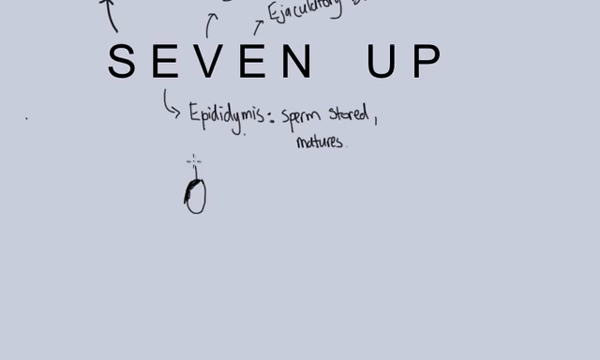 Ejaculatory
SEVEN UP
Epididymis: sperm stored,
matures.